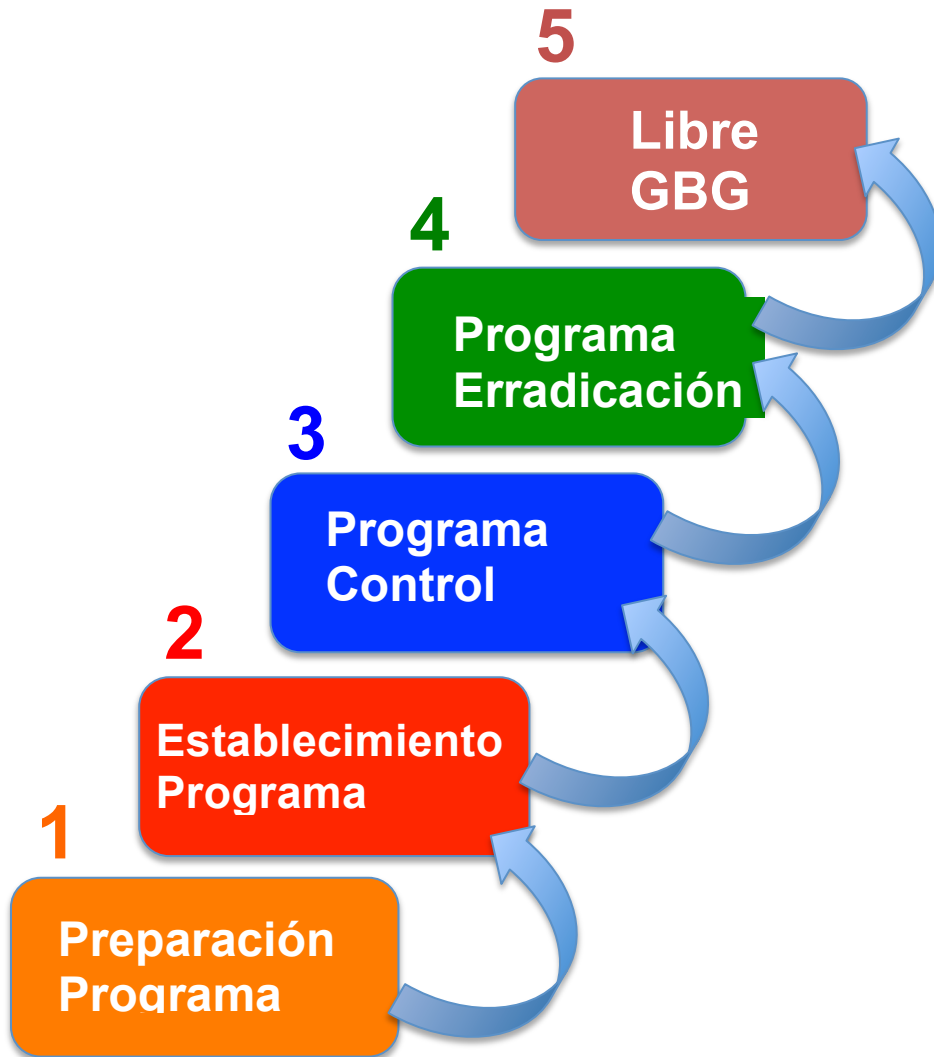 5
Libre
GBG
4
Programa
Erradicación
3
Programa
Control
2
Establecimiento
Programa
1
Preparación
Programa